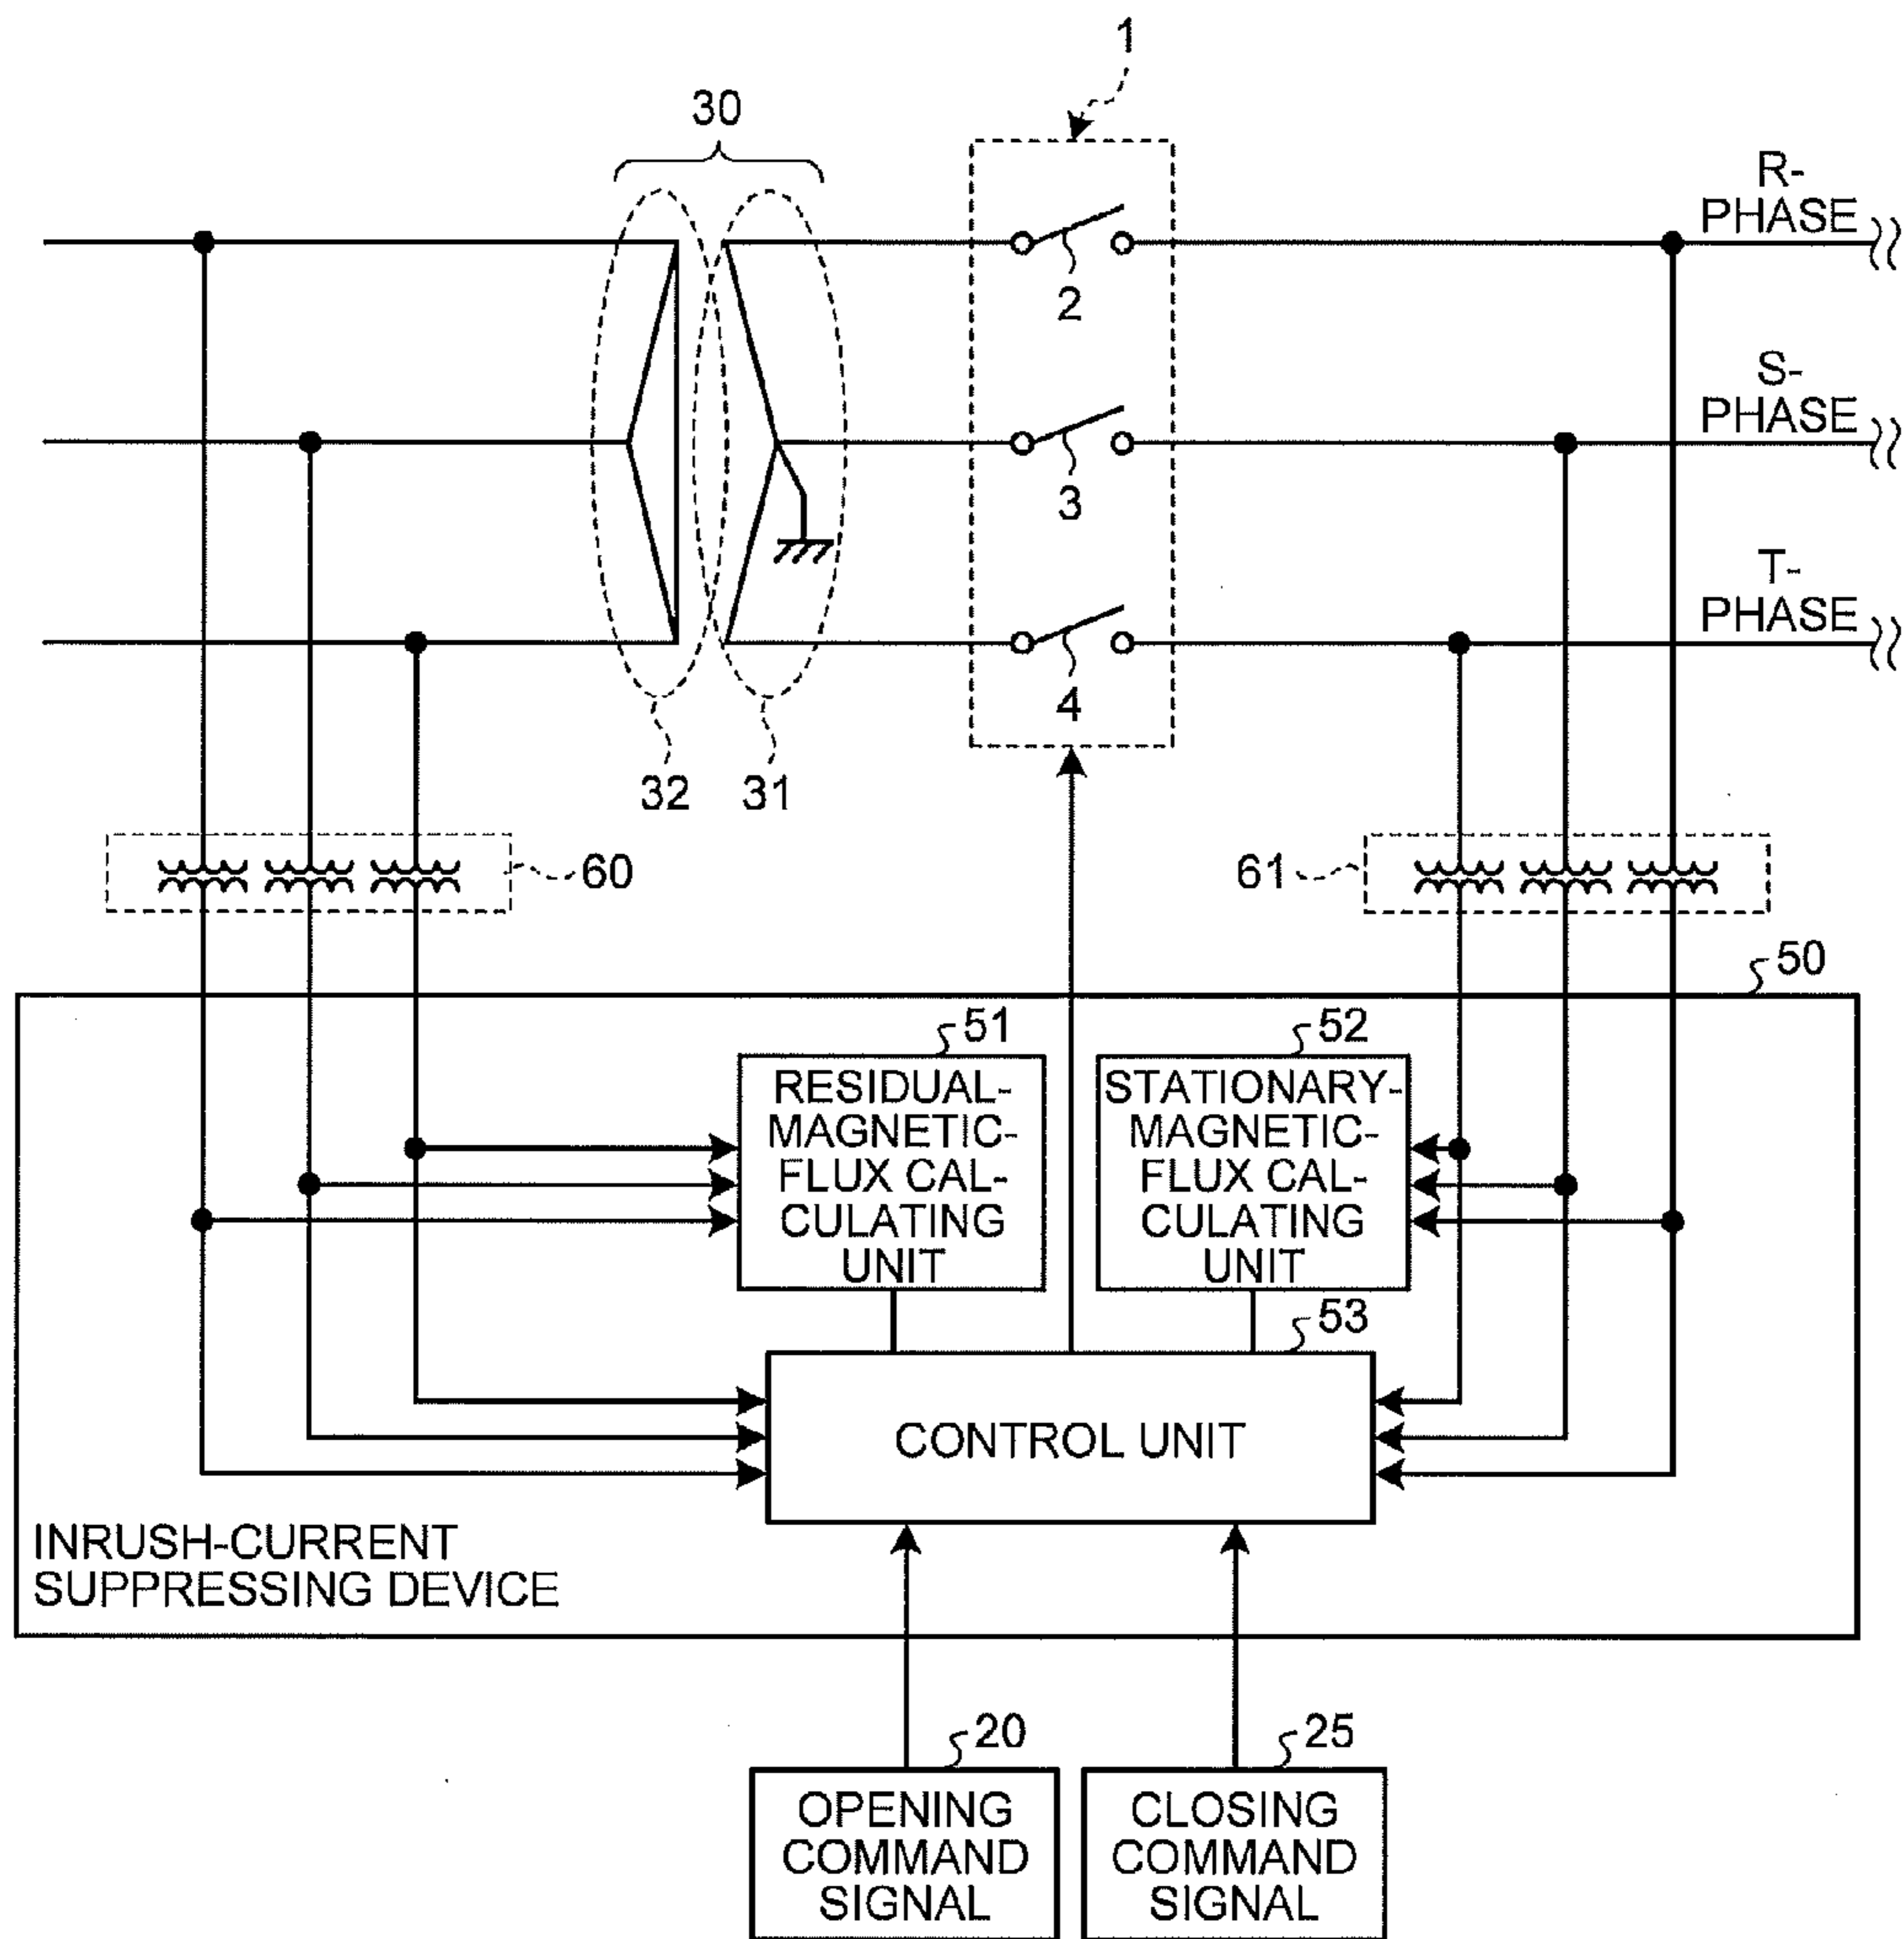 1
30
R-
PHASE
2
S-
PHASE
3
T-
PHASE
4
32
31
60
61
50
51
52
RESIDUAL-
MAGNETIC-
FLUX CAL-
CULATING
UNIT
STATIONARY-
MAGNETIC-
FLUX CAL-
CULATING
UNIT
53
CONTROL UNIT
INRUSH-CURRENT
SUPPRESSING DEVICE
20
25
OPENING
COMMAND
SIGNAL
CLOSING
COMMAND
SIGNAL